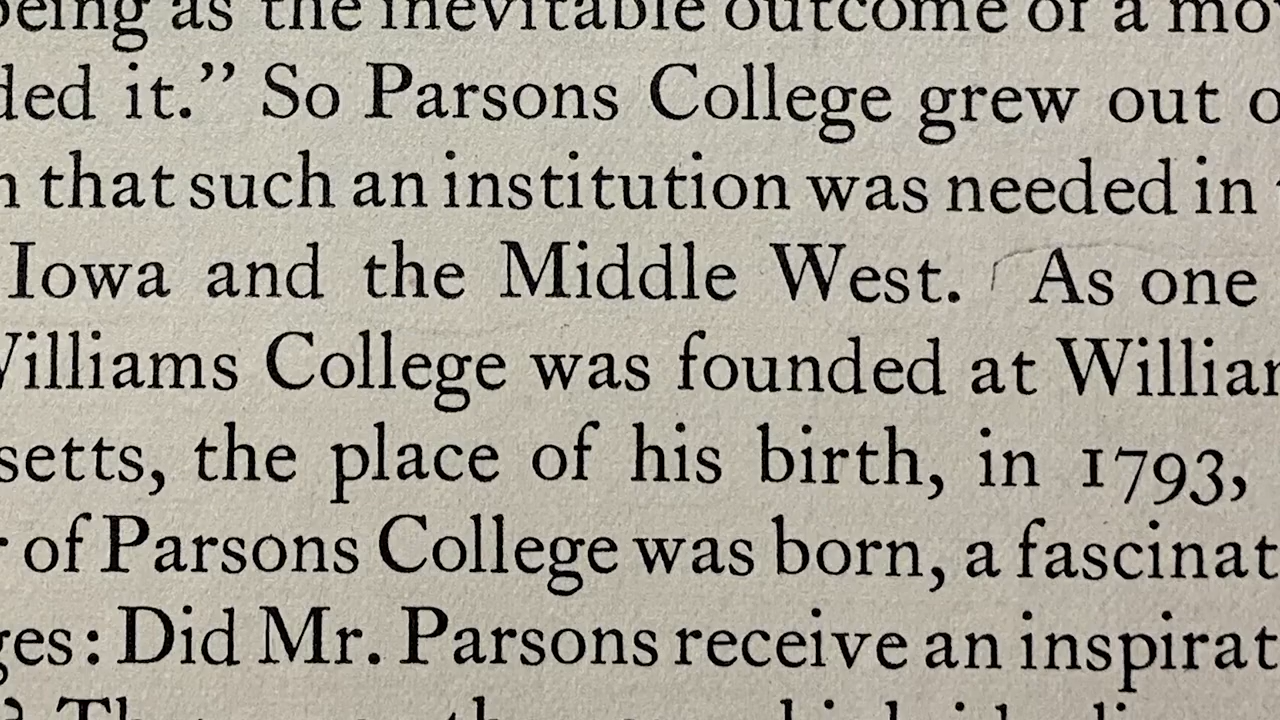 being as the inevitable outcome of a
ded it.” So Parsons College grew out
that such an institution was needed in
Iowa and the Middle West. As one
Williams College was founded at
setts, the place of his birth, in 1793,
of Parsons College was born, a fascinat
ges: Did Mr. Parsons receive an inspirat